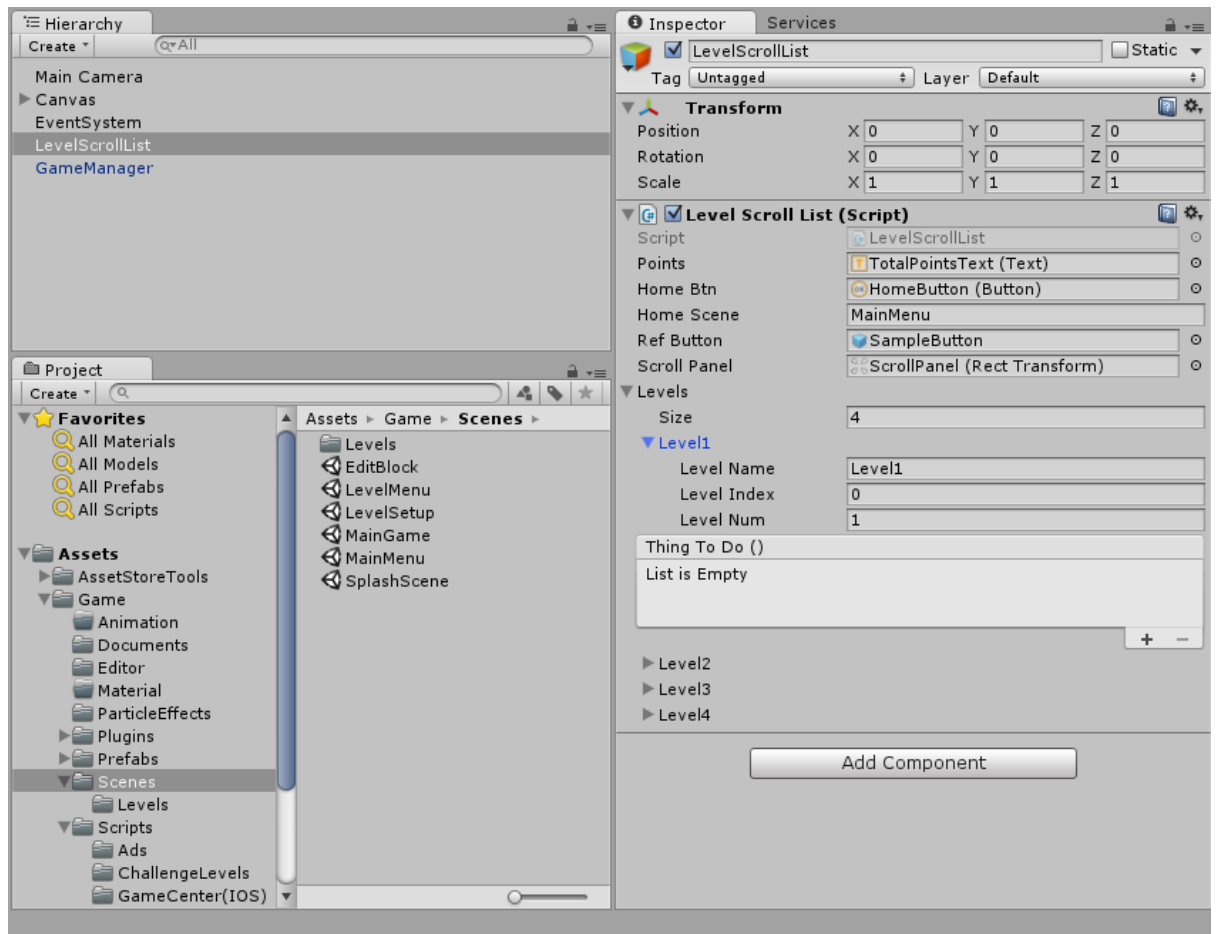 Hierarchy
Create
All
Main Camera
Canvas
EventSystem
LevelScrollList
GameManager
Project
Create
Favorites
All Materials
All Models
All Prefabs
All Scripts
Assets
AssetStoreTools
Game
Animation
Documents
Editor
Material
ParticleEffects
Plugins
Prefabs
Scenes
Levels
Scripts
Ads
ChallengeLevels
GameCenter(IOS)
Assets Game Scenes
Levels
EditBlock
LevelMenu
LevelSetup
MainGame
MainMenu
SplashScene
Inspector Services
LevelScrollList Static
Tag Untagged Layer Default
Transform
Position X 0 Y 0 Z 0
Rotation X 0 Y 0 Z 0
Scale X 1 Y 1 Z 1
Level Scroll List (Script)
Script LevelScrollList
Points TotalPointsText (Text)
Home Btn HomeButton (Button)
Home Scene MainMenu
Ref Button SampleButton
Scroll Panel ScrollPanel (Rect Transform)
Levels
Size 4
Level1
Level Name Level1
Level Index 0
Level Num 1
Thing To Do ()
List is Empty
+ −
Level2
Level3
Level4
Add Component